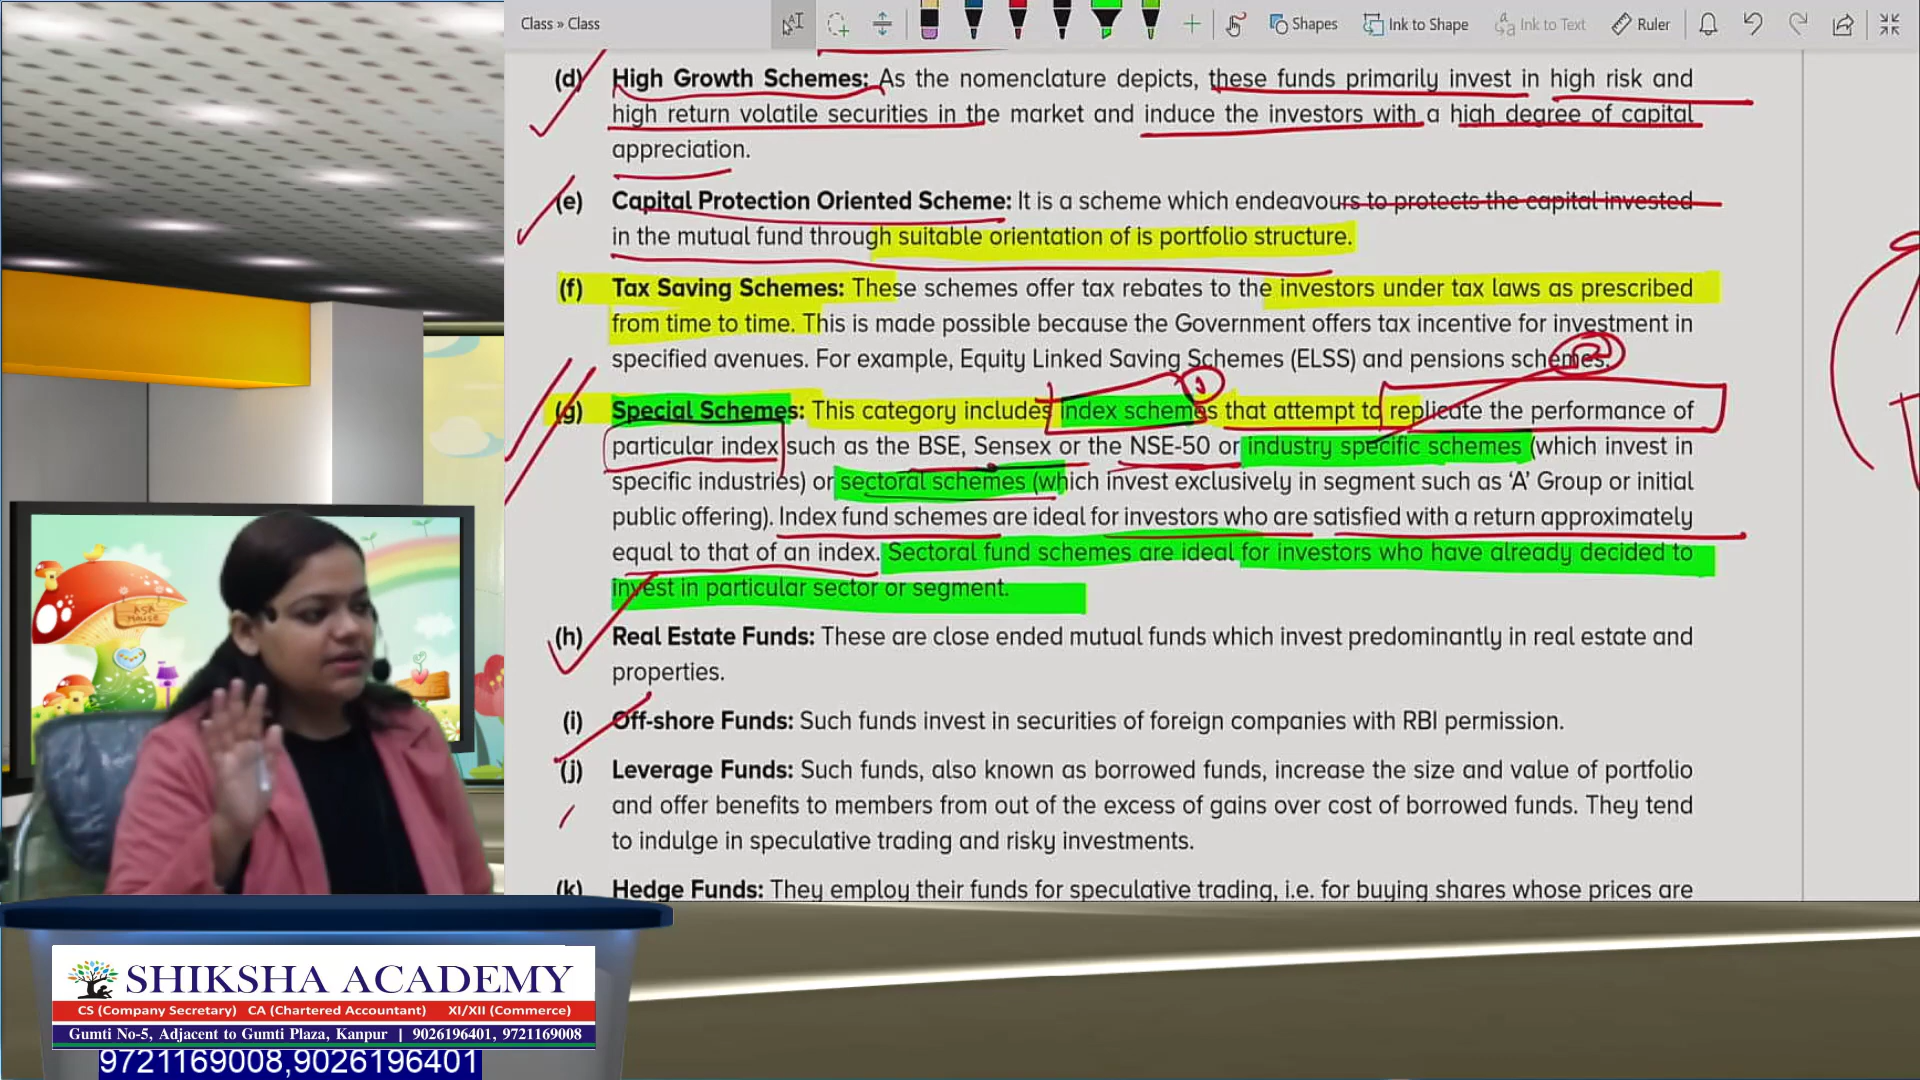 Class » Class
Shapes
Ink to Shape
Ink to Text
Ruler
(d) High Growth Schemes: As the nomenclature depicts, these funds primarily invest in high risk and
high return volatile securities in the market and induce the investors with a high degree of capital
appreciation.
(e) Capital Protection Oriented Scheme: It is a scheme which endeavours to protects the capital invested
in the mutual fund through suitable orientation of is portfolio structure.
(f) Tax Saving Schemes: These schemes offer tax rebates to the investors under tax laws as prescribed
from time to time. This is made possible because the Government offers tax incentive for investment in
specified avenues. For example, Equity Linked Saving Schemes (ELSS) and pensions schemes.
(g) Special Schemes: This category includes index schemes that attempt to replicate the performance of
particular index such as the BSE, Sensex or the NSE-50 or industry specific schemes (which invest in
specific industries) or sectoral schemes (which invest exclusively in segment such as ‘A’ Group or initial
public offering). Index fund schemes are ideal for investors who are satisfied with a return approximately
equal to that of an index. Sectoral fund schemes are ideal for investors who have already decided to
invest in particular sector or segment.
(h) Real Estate Funds: These are close ended mutual funds which invest predominantly in real estate and
properties.
(i) Off-shore Funds: Such funds invest in securities of foreign companies with RBI permission.
(j) Leverage Funds: Such funds, also known as borrowed funds, increase the size and value of portfolio
and offer benefits to members from out of the excess of gains over cost of borrowed funds. They tend
to indulge in speculative trading and risky investments.
(k) Hedge Funds: They employ their funds for speculative trading, i.e. for buying shares whose prices are
SHIKSHA ACADEMY
CS (Company Secretary) CA (Chartered Accountant) XI/XII (Commerce)
Gumti No-5, Adjacent to Gumti Plaza, Kanpur | 9026196401, 9721169008
9721169008,9026196401